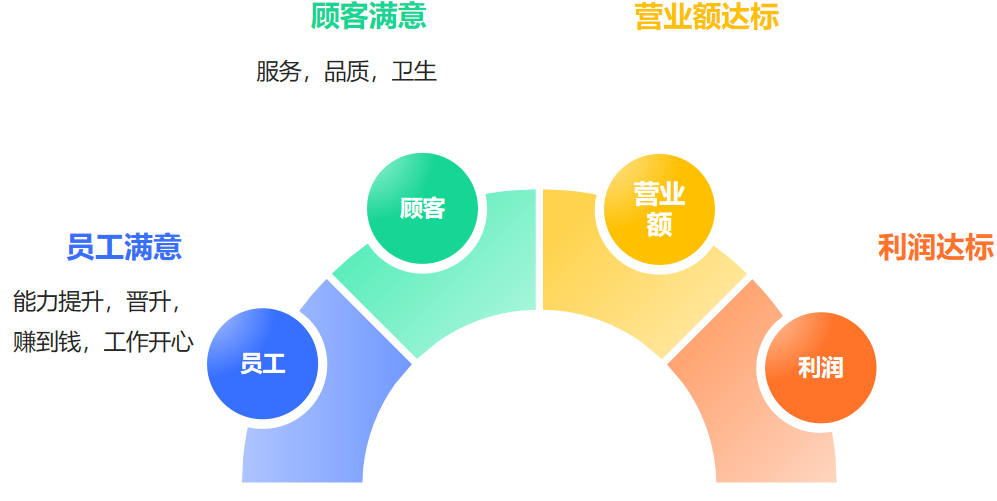 顾客满意
服务，品质，卫生
营业额达标
员工满意
能力提升，晋升，
赚到钱，工作开心
利润达标
员工
顾客
营业
额
利润